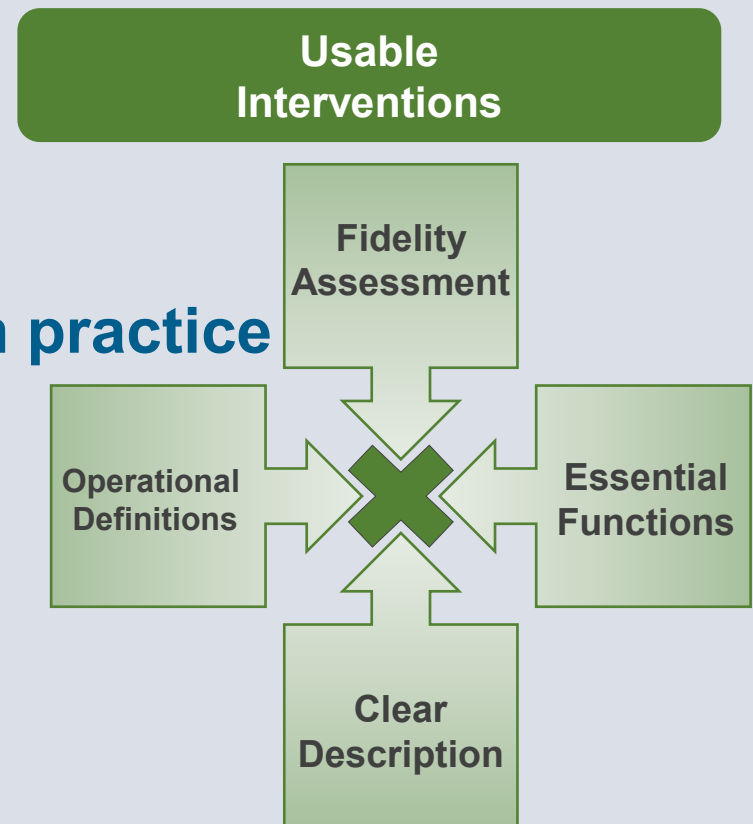 Usable
Interventions
Fidelity
Assessment
practice
Operational
Definitions
Essential
Functions
Clear
Description